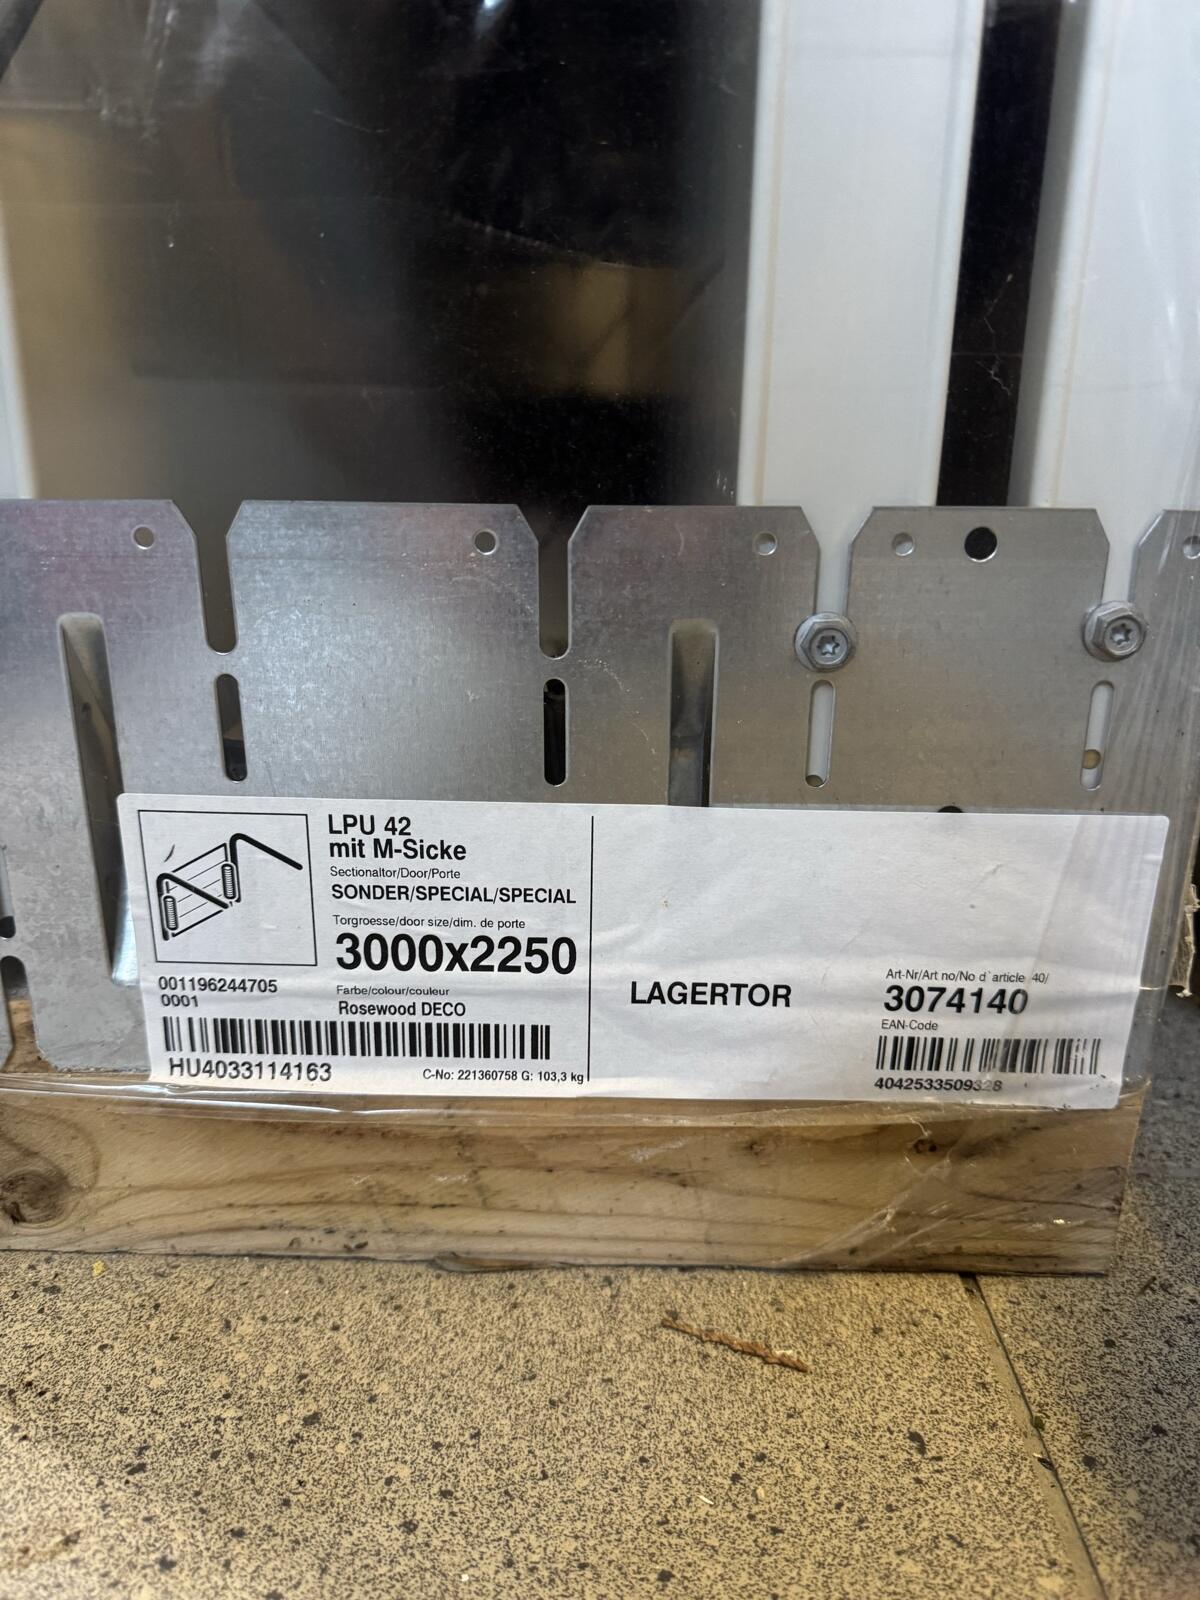 LPU 42
mit M-Sicke
Sectionaltor/Door/Porte
SONDER/SPECIAL/SPECIAL
Torgroesse/door size/dim. de porte
3000x2250
001196244705
0001
Farbe/colour/couleur
Rosewood DECO
HU4033114163
C-No: 221360758 G: 103,3 kg
LAGERTOR
Art-Nr/Art no/No d`article 40/
3074140
EAN-Code
4042533509328